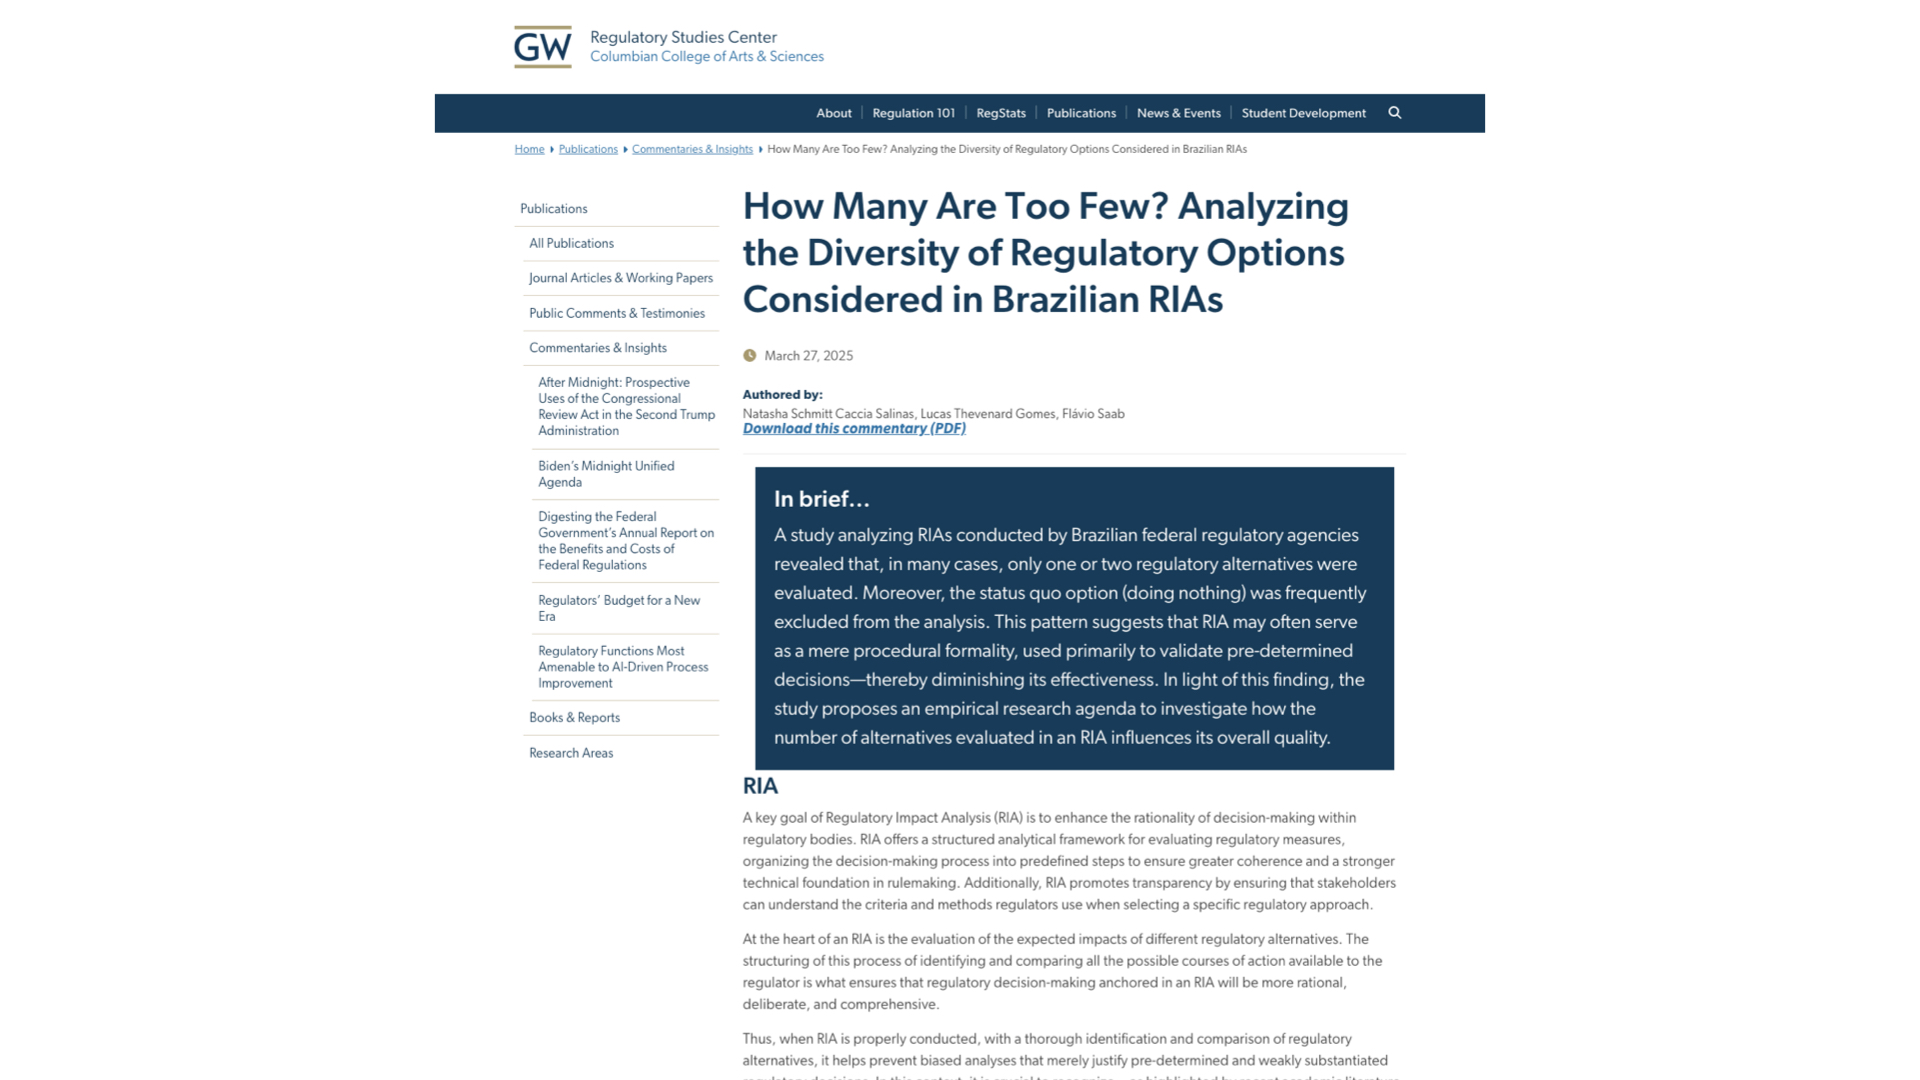 GW
Regulatory Studies Center
Columbian College of Arts & Sciences
About
Regulation 101
RegStats
Publications
News & Events
Student Development
Home
Publications
Commentaries & Insights
How Many Are Too Few? Analyzing the Diversity of Regulatory Options Considered in Brazilian RIAs
Publications
All Publications
Journal Articles & Working Papers
Public Comments & Testimonies
Commentaries & Insights
After Midnight: Prospective
Uses of the Congressional
Review Act in the Second Trump
Administration
Biden’s Midnight Unified
Agenda
Digesting the Federal
Government’s Annual Report on
the Benefits and Costs of
Federal Regulations
Regulators’ Budget for a New
Era
Regulatory Functions Most
Amenable to AI-Driven Process
Improvement
Books & Reports
Research Areas
How Many Are Too Few? Analyzing
the Diversity of Regulatory Options
Considered in Brazilian RIAs
March 27, 2025
Authored by:
Natasha Schmitt Caccia Salinas, Lucas Thevenard Gomes, Flávio Saab
Download this commentary (PDF)
In brief...
A study analyzing RIAs conducted by Brazilian federal regulatory agencies
revealed that, in many cases, only one or two regulatory alternatives were
evaluated. Moreover, the status quo option (doing nothing) was frequently
excluded from the analysis. This pattern suggests that RIA may often serve
as a mere procedural formality, used primarily to validate pre-determined
decisions—thereby diminishing its effectiveness. In light of this finding, the
study proposes an empirical research agenda to investigate how the
number of alternatives evaluated in an RIA influences its overall quality.
RIA
A key goal of Regulatory Impact Analysis (RIA) is to enhance the rationality of decision-making within
regulatory bodies. RIA offers a structured analytical framework for evaluating regulatory measures,
organizing the decision-making process into predefined steps to ensure greater coherence and a stronger
technical foundation in rulemaking. Additionally, RIA promotes transparency by ensuring that stakeholders
can understand the criteria and methods regulators use when selecting a specific regulatory approach.
At the heart of an RIA is the evaluation of the expected impacts of different regulatory alternatives. The
structuring of this process of identifying and comparing all the possible courses of action available to the
regulator is what ensures that regulatory decision-making anchored in an RIA will be more rational,
deliberate, and comprehensive.
Thus, when RIA is properly conducted, with a thorough identification and comparison of regulatory
alternatives, it helps prevent biased analyses that merely justify pre-determined and weakly substantiated